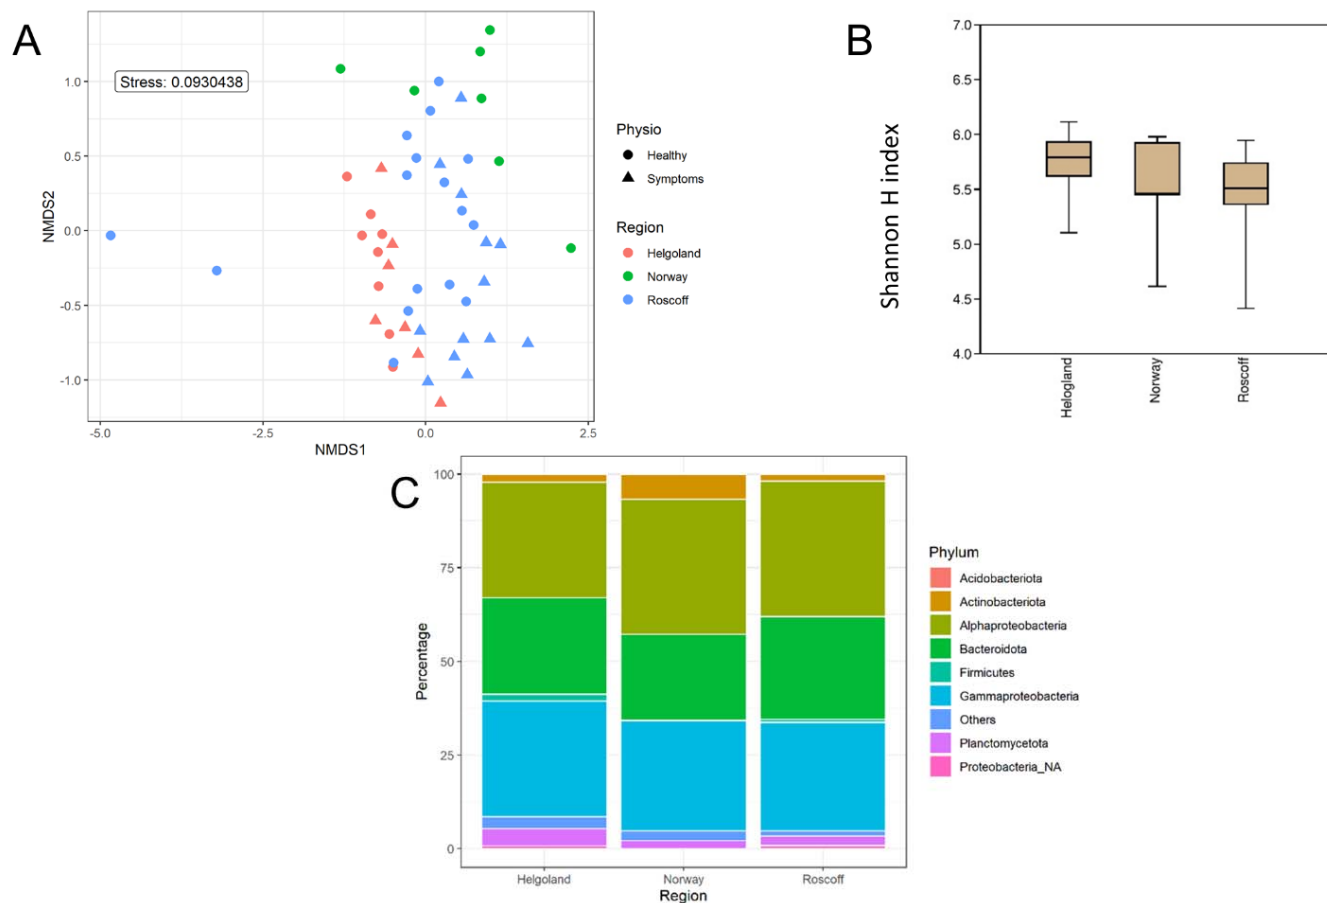 A
Stress: 0.0930438
1.0
0.5
0.0
-0.5
-1.0
NMDS2
-5.0
-2.5
0.0
2.5
NMDS1
Physio
Healthy
Symptoms
Region
Helgoland
Norway
Roscoff
B
7.0
6.5
6.0
5.5
5.0
4.5
4.0
Shannon H index
Helogland
Norway
Roscoff
C
100
75
50
25
0
Percentage
Helgoland
Norway
Roscoff
Region
Phylum
Acidobacteriota
Actinobacteriota
Alphaproteobacteria
Bacteroidota
Firmicutes
Gammaproteobacteria
Others
Planctomycetota
Proteobacteria_NA